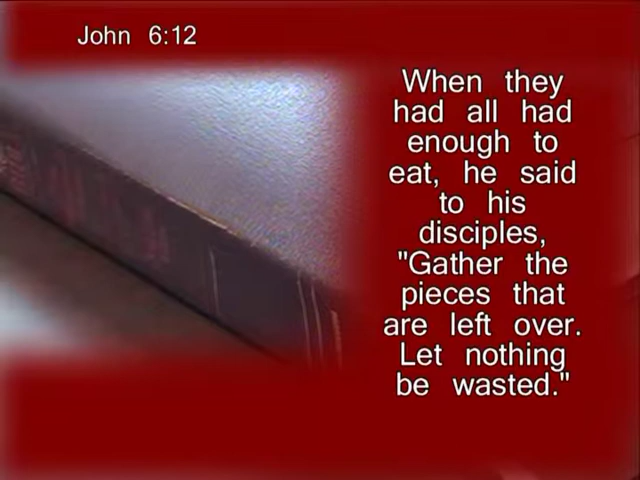 John 6:12
When they
had all had
enough to
eat, he said
to his
disciples,
"Gather the
pieces that
are left over.
Let nothing
be wasted."